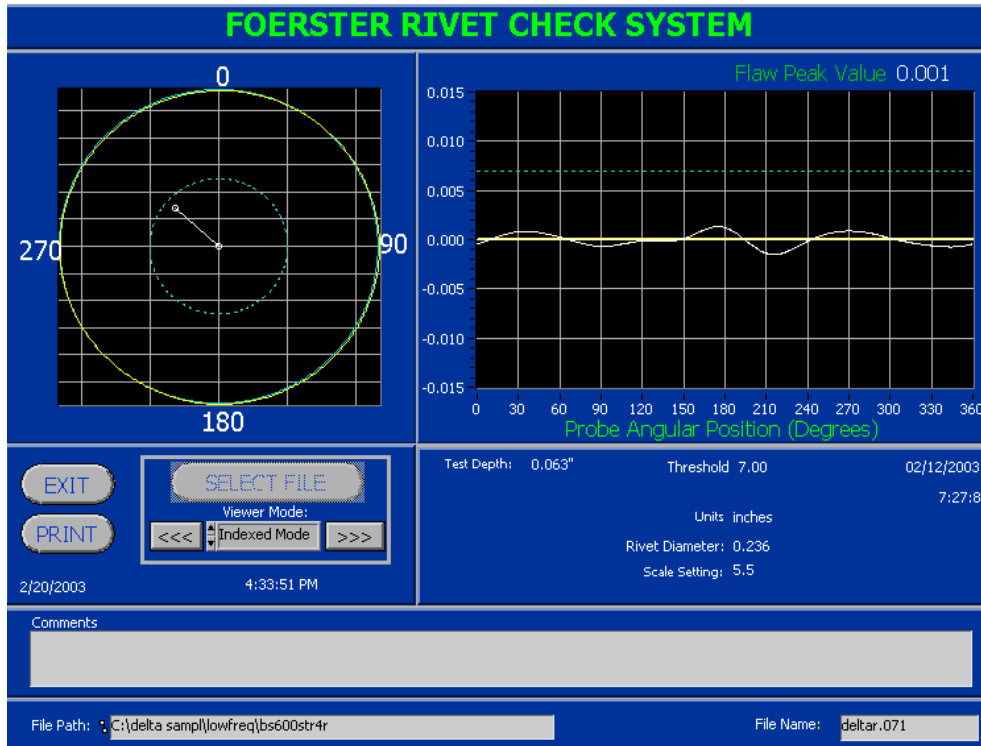 FOERSTER RIVET CHECK SYSTEM
0
270
90
180
Flaw Peak Value 0.001
0.015
0.010
0.005
0.000
-0.005
-0.010
-0.015
0 30 60 90 120 150 180 210 240 270 300 330 360
Probe Angular Position (Degrees)
EXIT
PRINT
SELECT FILE
Viewer Mode:
<<< Indexed Mode >>>
2/20/2003 4:33:51 PM
Test Depth: 0.063" Threshold 7.00 02/12/2003
7:27:8
Units inches
Rivet Diameter: 0.236
Scale Setting: 5.5
Comments
File Path: C:\delta sampl\lowfreq\bs600str4r
File Name: deltar.071